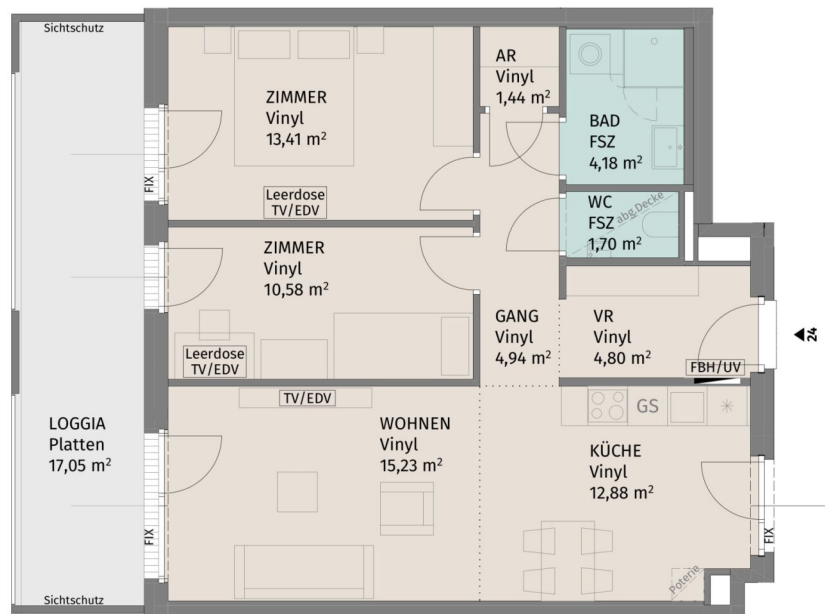 Sichtschutz
ZIMMER
Vinyl
13,41 m²
AR
Vinyl
1,44 m²
BAD
FSZ
4,18 m²
FIX
Leerdose
TV/EDV
WC
FSZ
1,70 m²
abg.Decke
ZIMMER
Vinyl
10,58 m²
Leerdose
TV/EDV
GANG
Vinyl
4,94 m²
VR
Vinyl
4,80 m²
FBH/UV
24
TV/EDV
LOGGIA
Platten
17,05 m²
WOHNEN
Vinyl
15,23 m²
GS
*
KÜCHE
Vinyl
12,88 m²
FIX
FIX
Poterie
Sichtschutz